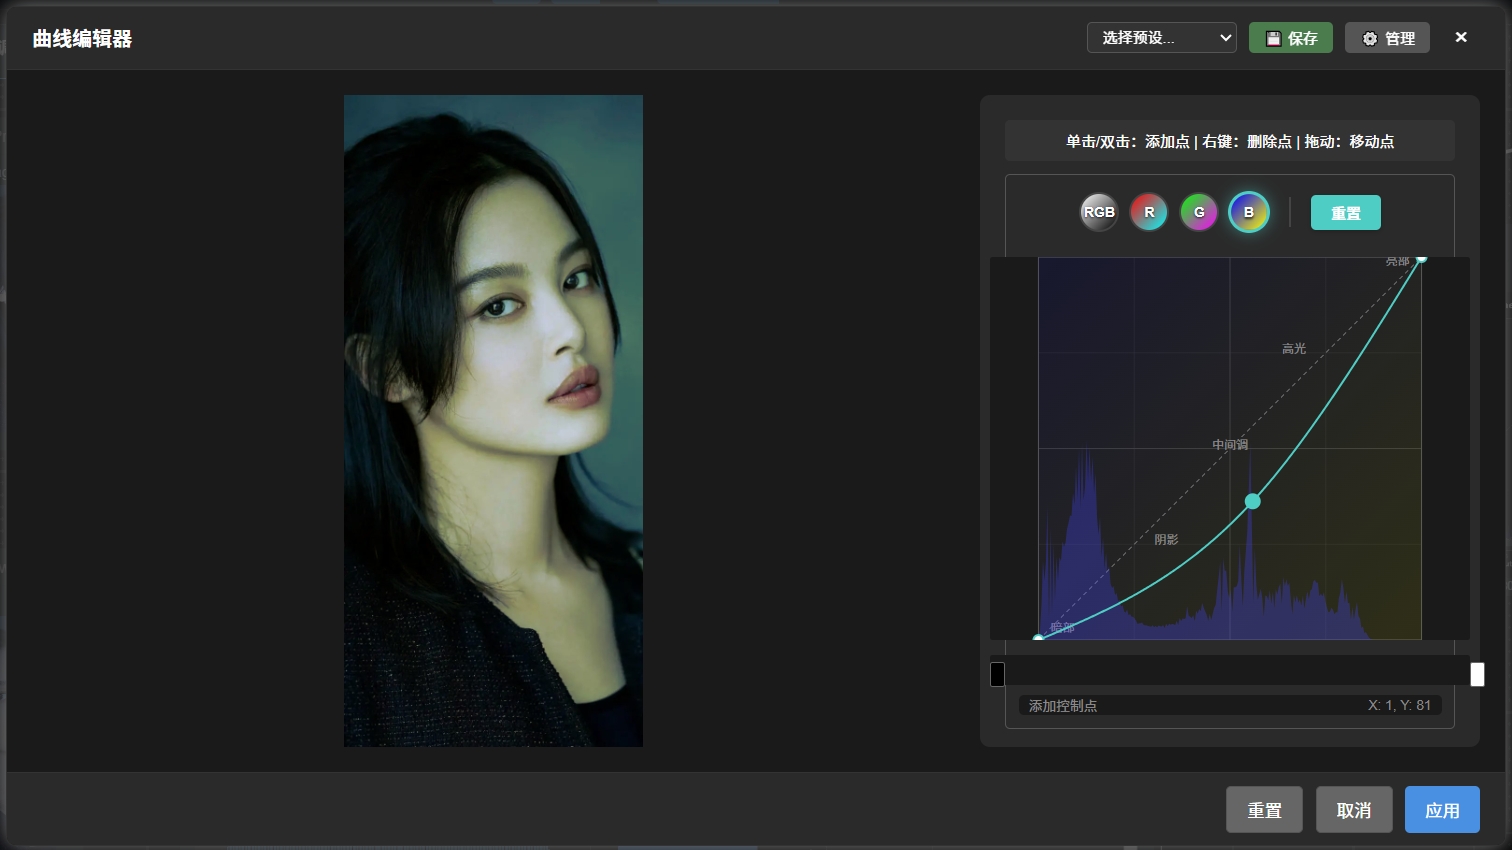 曲线编辑器
选择预设...
保存
管理
×
单击/双击：添加点 | 右键：删除点 | 拖动：移动点
RGB
R
G
B
重置
亮部
高光
中间调
阴影
暗部
添加控制点
X: 1, Y: 81
重置
取消
应用